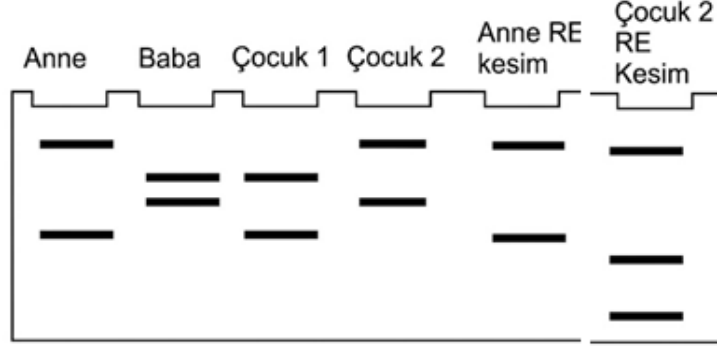 Anne
Baba
Çocuk 1
Çocuk 2
Anne RE
kesim
Çocuk 2
RE
Kesim